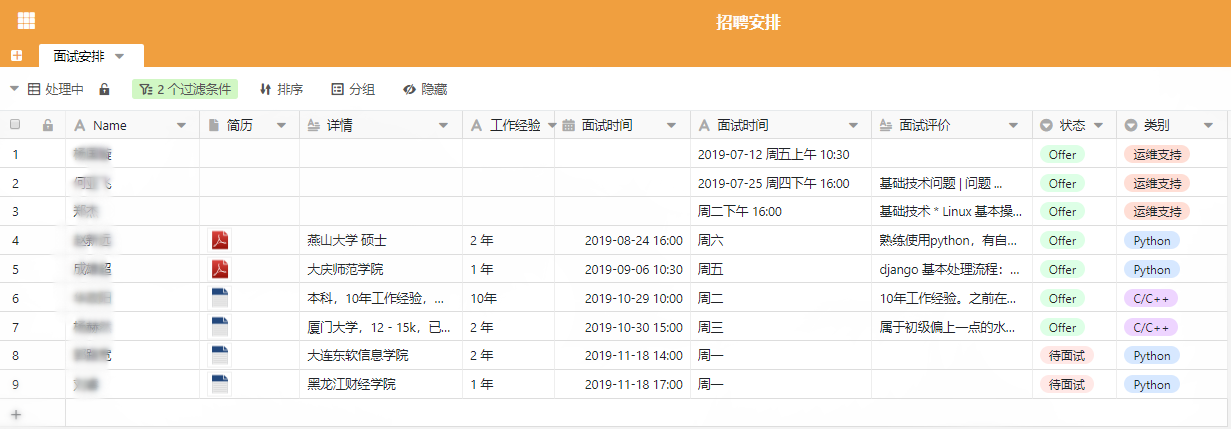 招聘安排
面试安排
处理中 2 个过滤条件 排序 分组 隐藏
Name 简历 详情 工作经验 面试时间 面试时间 面试评价 状态 类别
1 2019-07-12 周五上午 10:30 Offer 运维支持
2 飞 2019-07-25 周四下午 16:00 基础技术问题 | 问题 ... Offer 运维支持
3 周二下午 16:00 基础技术 * Linux 基本操... Offer 运维支持
4 燕山大学 硕士 2 年 2019-08-24 16:00 周六 熟练使用python，有自... Offer Python
5 大庆师范学院 1 年 2019-09-06 10:30 周五 django 基本处理流程：... Offer Python
6 本科，10年工作经验，... 10年 2019-10-29 10:00 周二 10年工作经验。之前在... Offer C/C++
7 厦门大学，12 - 15k，已... 2 年 2019-10-30 15:00 周三 属于初级偏上一点的水... Offer C/C++
8 大连东软信息学院 2 年 2019-11-18 14:00 周一 待面试 Python
9 黑龙江财经学院 1 年 2019-11-18 17:00 周一 待面试 Python